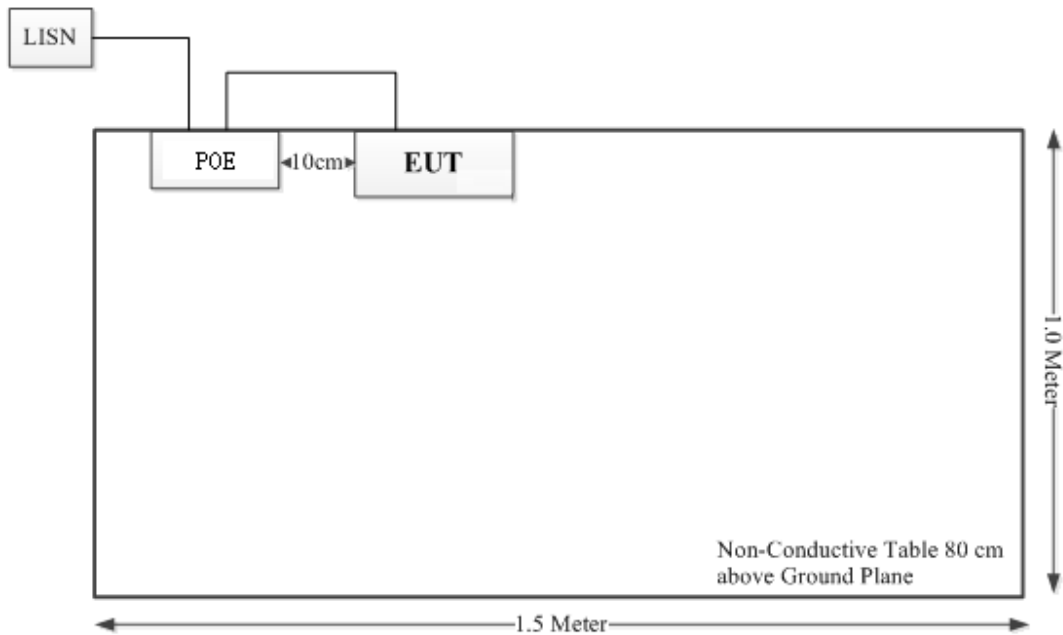 LISN
POE
10cm
EUT
1.0 Meter
Non-Conductive Table 80 cm
above Ground Plane
1.5 Meter